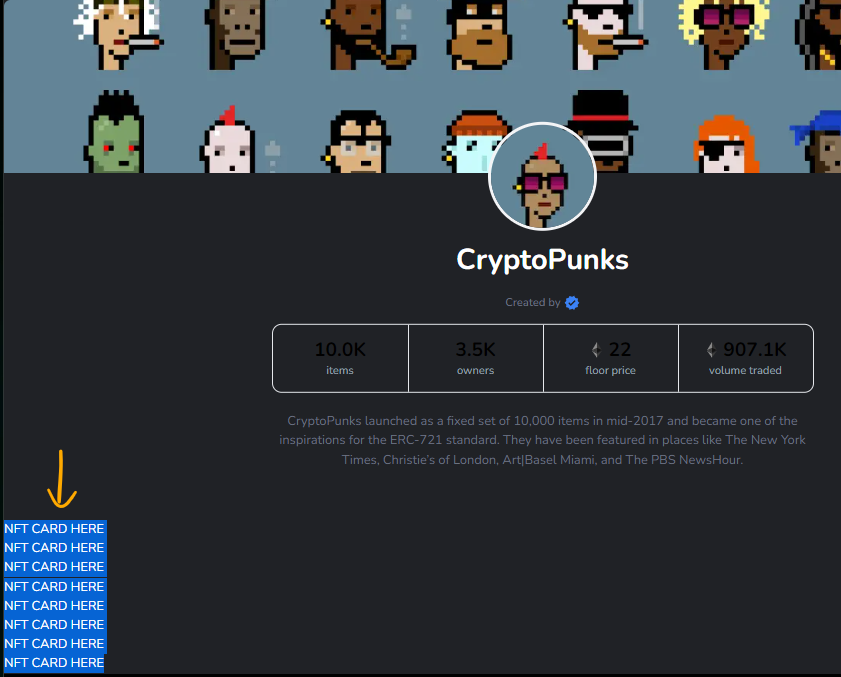 CryptoPunks
Created by
10.0K 3.5K 22 907.1K
items owners floor price volume traded
CryptoPunks launched as a fixed set of 10,000 items in mid-2017 and became one of the
inspirations for the ERC-721 standard. They have been featured in places like The New York
Times, Christie's of London, Art|Basel Miami, and The PBS NewsHour.
NFT CARD HERE
NFT CARD HERE
NFT CARD HERE
NFT CARD HERE
NFT CARD HERE
NFT CARD HERE
NFT CARD HERE
NFT CARD HERE